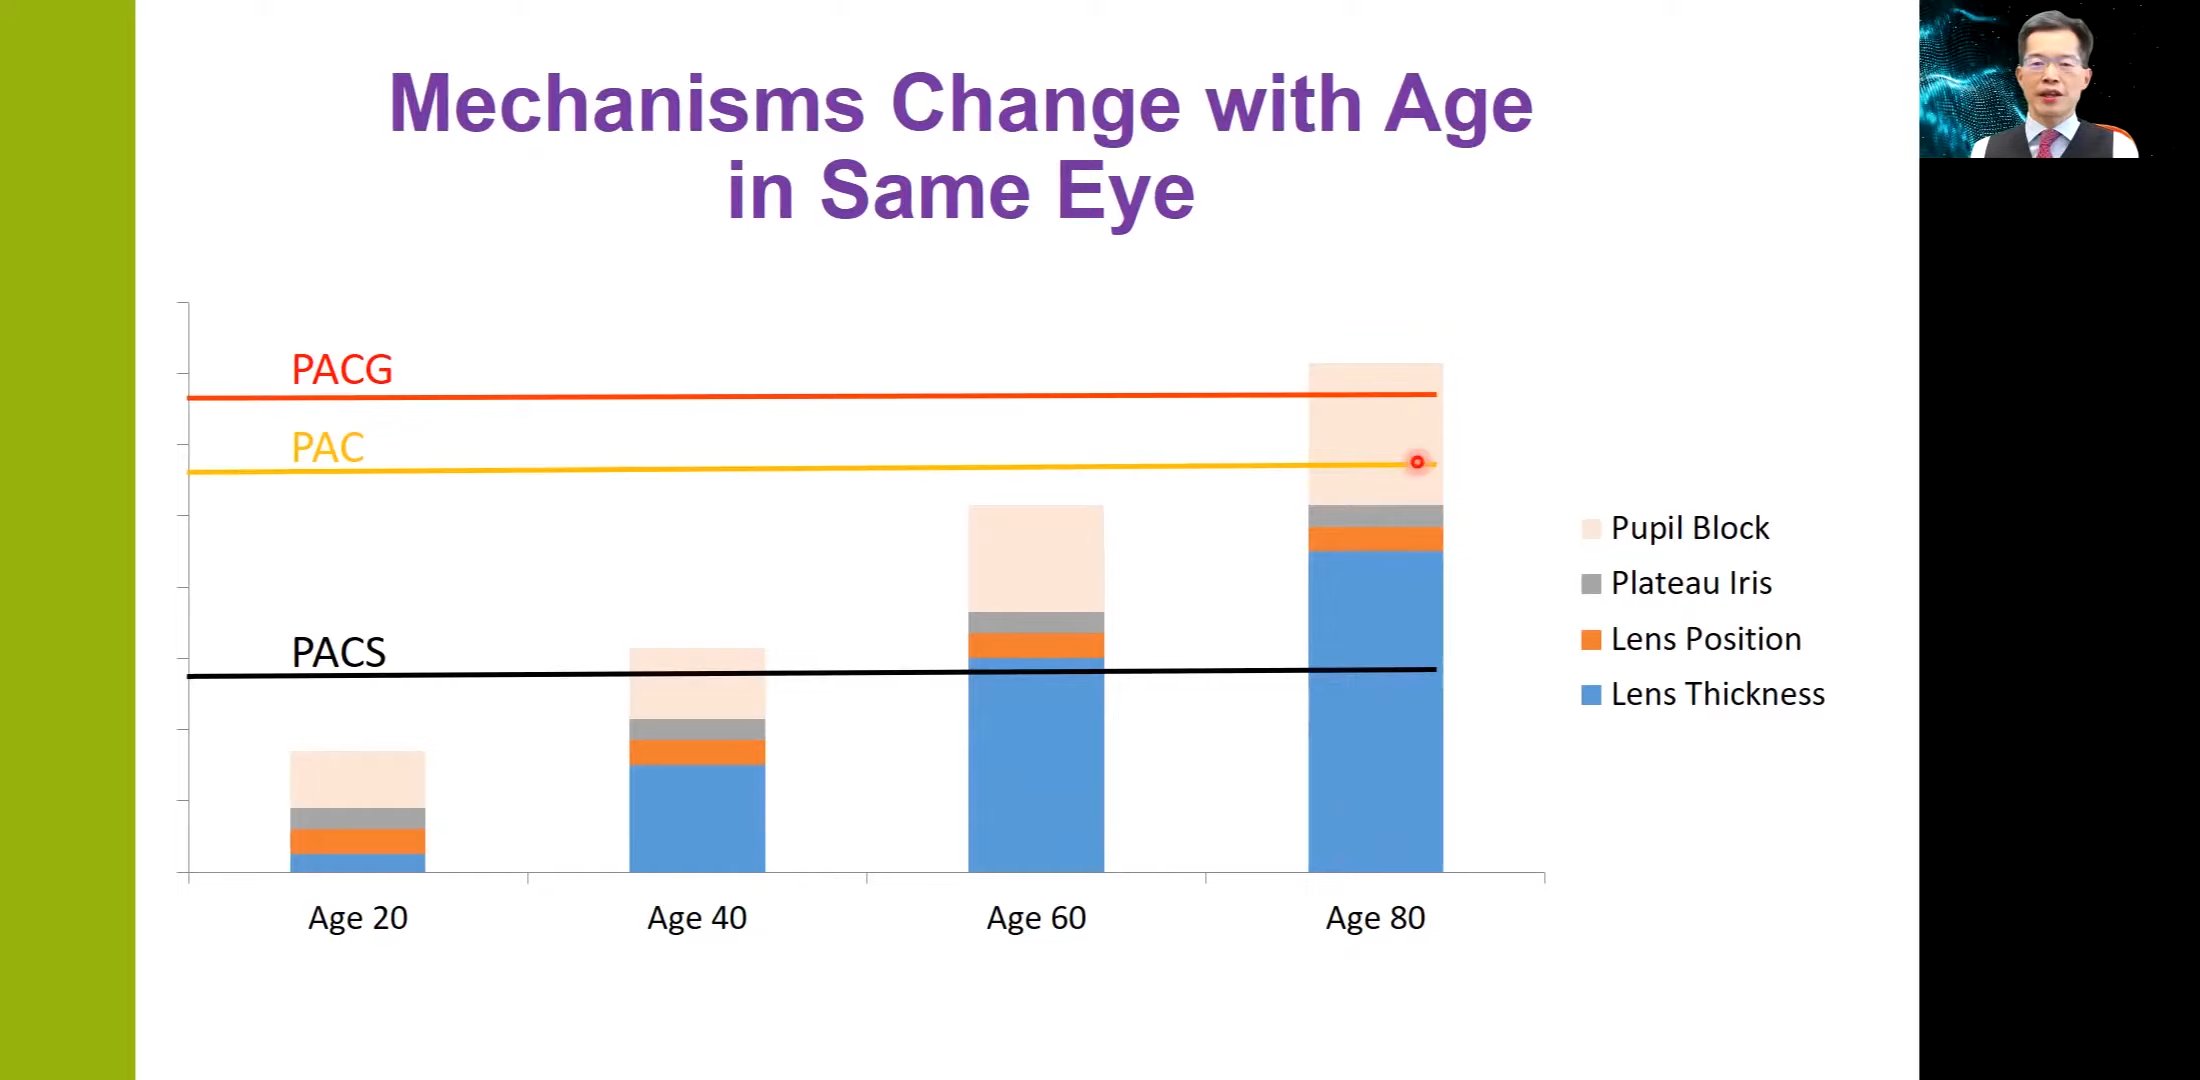 Mechanisms Change with Age
in Same Eye
PACG
PAC
PACS
Pupil Block
Plateau Iris
Lens Position
Lens Thickness
Age 20
Age 40
Age 60
Age 80